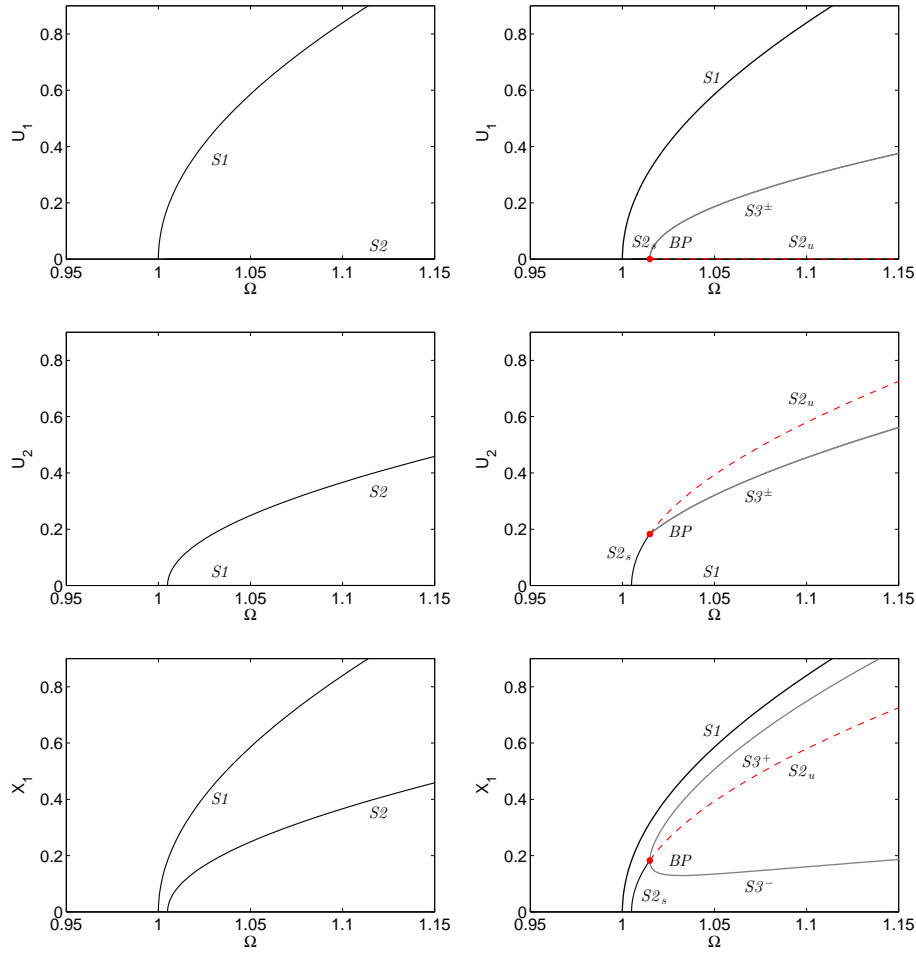 0.8
0.6
0.4
0.2
0
U₁
S1
S2
0.95
1
1.05
1.1
1.15
Ω
0.8
0.6
0.4
0.2
0
U₁
S1
S3±
S2ₛ
BP
S2ᵤ
0.95
1
1.05
1.1
1.15
Ω
0.8
0.6
0.4
0.2
0
U₂
S2
S1
0.95
1
1.05
1.1
1.15
Ω
0.8
0.6
0.4
0.2
0
U₂
S2ᵤ
S3±
BP
S2ₛ
S1
0.95
1
1.05
1.1
1.15
Ω
0.8
0.6
0.4
0.2
0
X₁
S1
S2
0.95
1
1.05
1.1
1.15
Ω
0.8
0.6
0.4
0.2
0
X₁
S1
S3⁺
S2ᵤ
BP
S2ₛ
S3⁻
0.95
1
1.05
1.1
1.15
Ω